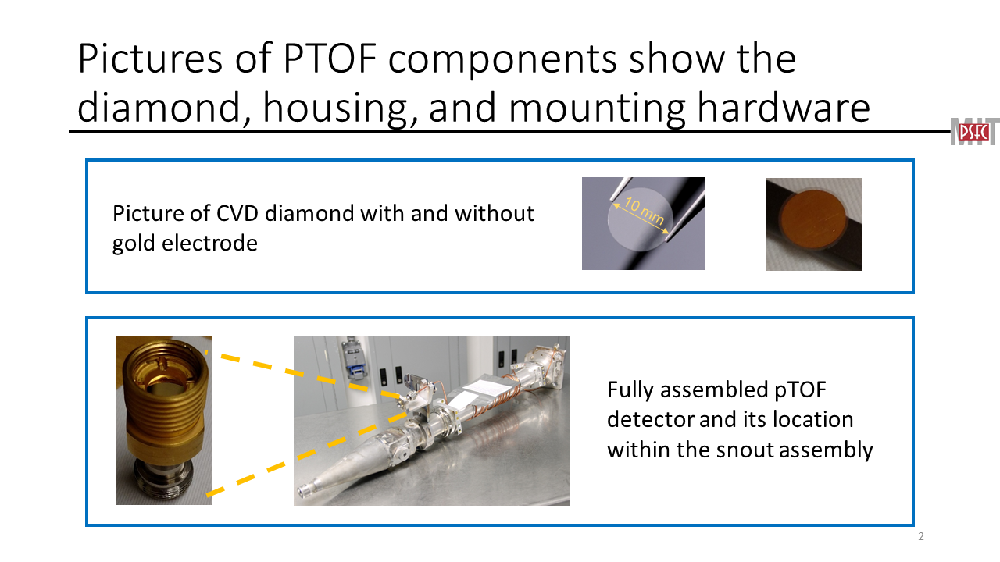 Pictures of PTOF components show the
diamond, housing, and mounting hardware
MIT
PSFC
Picture of CVD diamond with and without
gold electrode
10 mm
Fully assembled pTOF
detector and its location
within the snout assembly
2